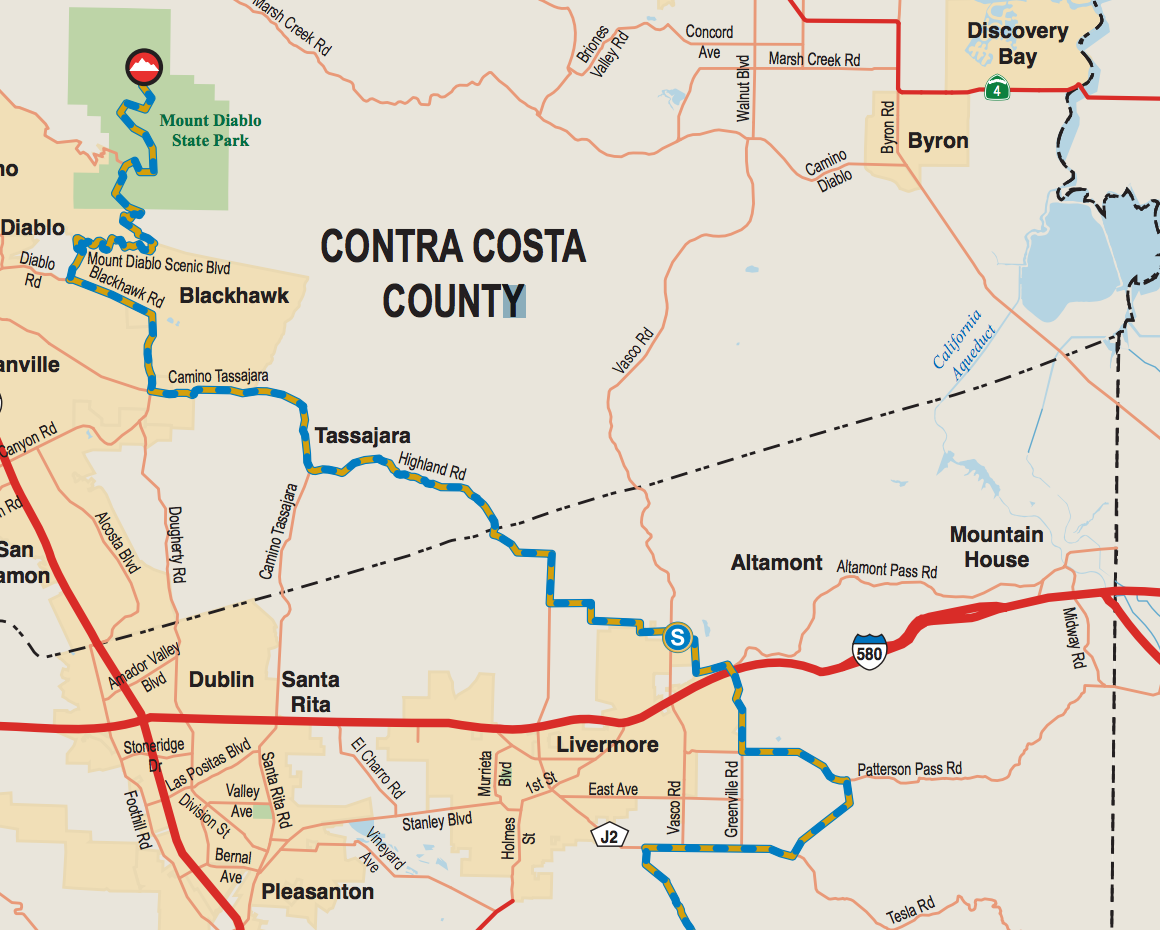 Marsh Creek Rd
Briones
Valley Rd
Concord
Ave
Marsh Creek Rd
Walnut Blvd
Discovery
Bay
4
Byron Rd
Byron
Camino
Diablo
Mount Diablo
State Park
Diablo
Diablo
Rd
Mount Diablo Scenic Blvd
Blackhawk Rd
Blackhawk
CONTRA COSTA
COUNTY
Vasco Rd
California
Aqueduct
anville
Camino Tassajara
Tassajara
Highland Rd
Canyon Rd
Alcosta Blvd
Dougherty Rd
Camino Tassajara
San
amon
Mountain
House
Altamont
Altamont Pass Rd
Midway Rd
S
580
Amador Valley
Blvd
Dublin
Santa
Rita
Stoneridge
Dr
Las Positas Blvd
Santa Rita Rd
El Charro Rd
Murrieta
Blvd
1st St
Livermore
East Ave
Vasco Rd
Greenville Rd
Patterson Pass Rd
Foothill Rd
Valley
Ave
Division St
Bernal
Ave
Stanley Blvd
Vineyard
Ave
Holmes
St
J2
Pleasanton
Tesla Rd